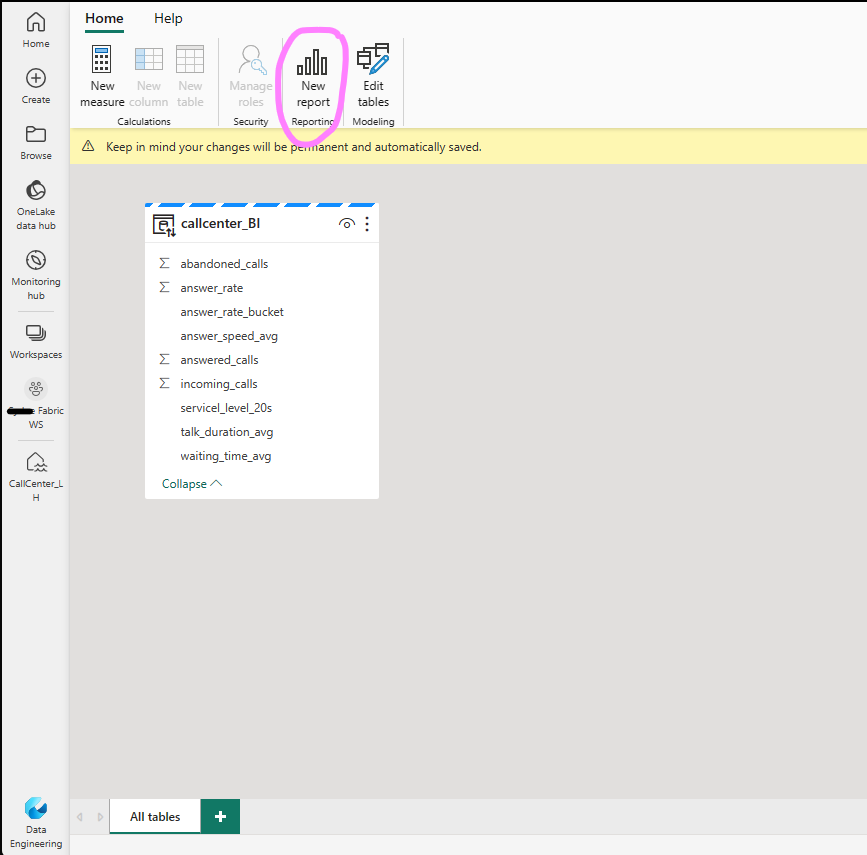 Home
Create
Browse
OneLake
data hub
Monitoring
hub
Workspaces
Fabric
WS
CallCenter_L
H
Data
Engineering
Home Help
New
measure
New
column
New
table
Calculations
Manage
roles
Security
New
report
Reporting
Edit
tables
Modeling
Keep in mind your changes will be permanent and automatically saved.
callcenter_BI
abandoned_calls
answer_rate
answer_rate_bucket
answer_speed_avg
answered_calls
incoming_calls
servicel_level_20s
talk_duration_avg
waiting_time_avg
Collapse
All tables